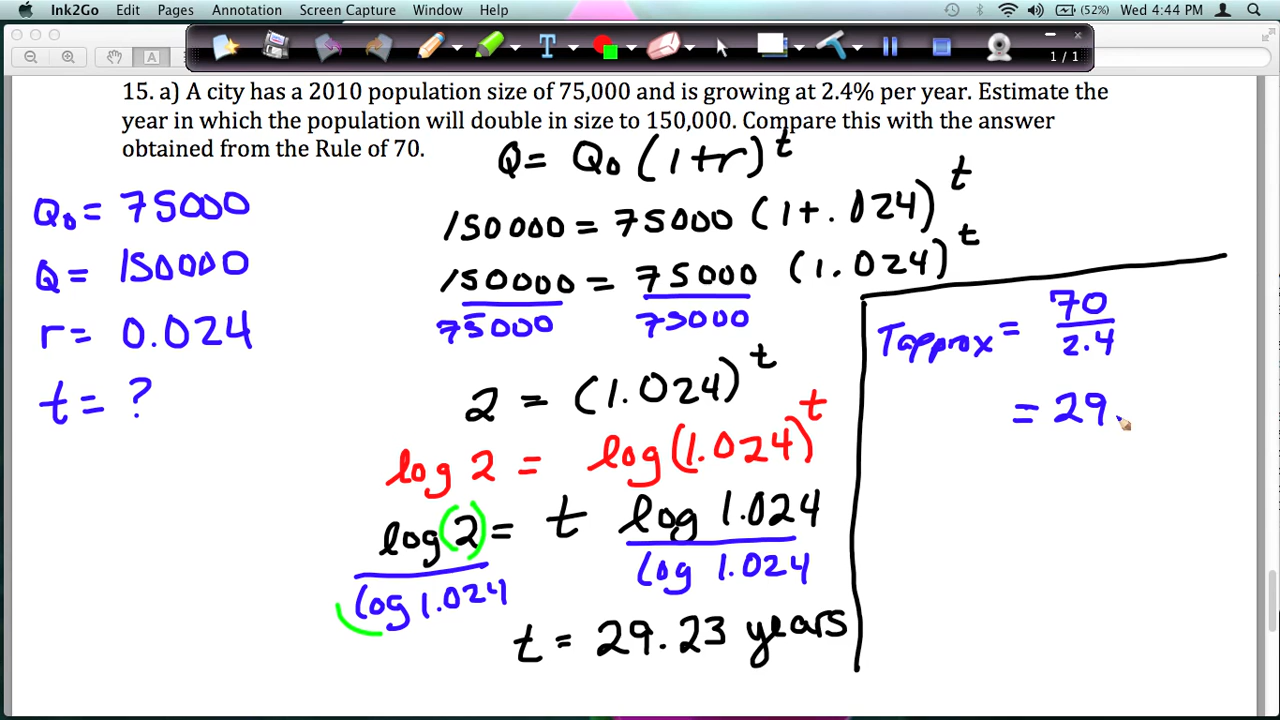 Ink2Go Edit Pages Annotation Screen Capture Window Help (52%) Wed 4:44 PM
T
A
1 / 1
15. a) A city has a 2010 population size of 75,000 and is growing at 2.4% per year. Estimate the
year in which the population will double in size to 150,000. Compare this with the answer
obtained from the Rule of 70.
Q = Q₀ (1+r)^t
Q₀ = 75000
Q = 150000
r = 0.024
t = ?
150000 = 75000 (1+.024)^t
150000 = 75000 (1.024)^t
75000 75000
2 = (1.024)^t
log 2 = log(1.024)^t
log(2) = t log 1.024
log 1.024 log 1.024
t = 29.23 years
Tapprox = 70
2.4
= 29.